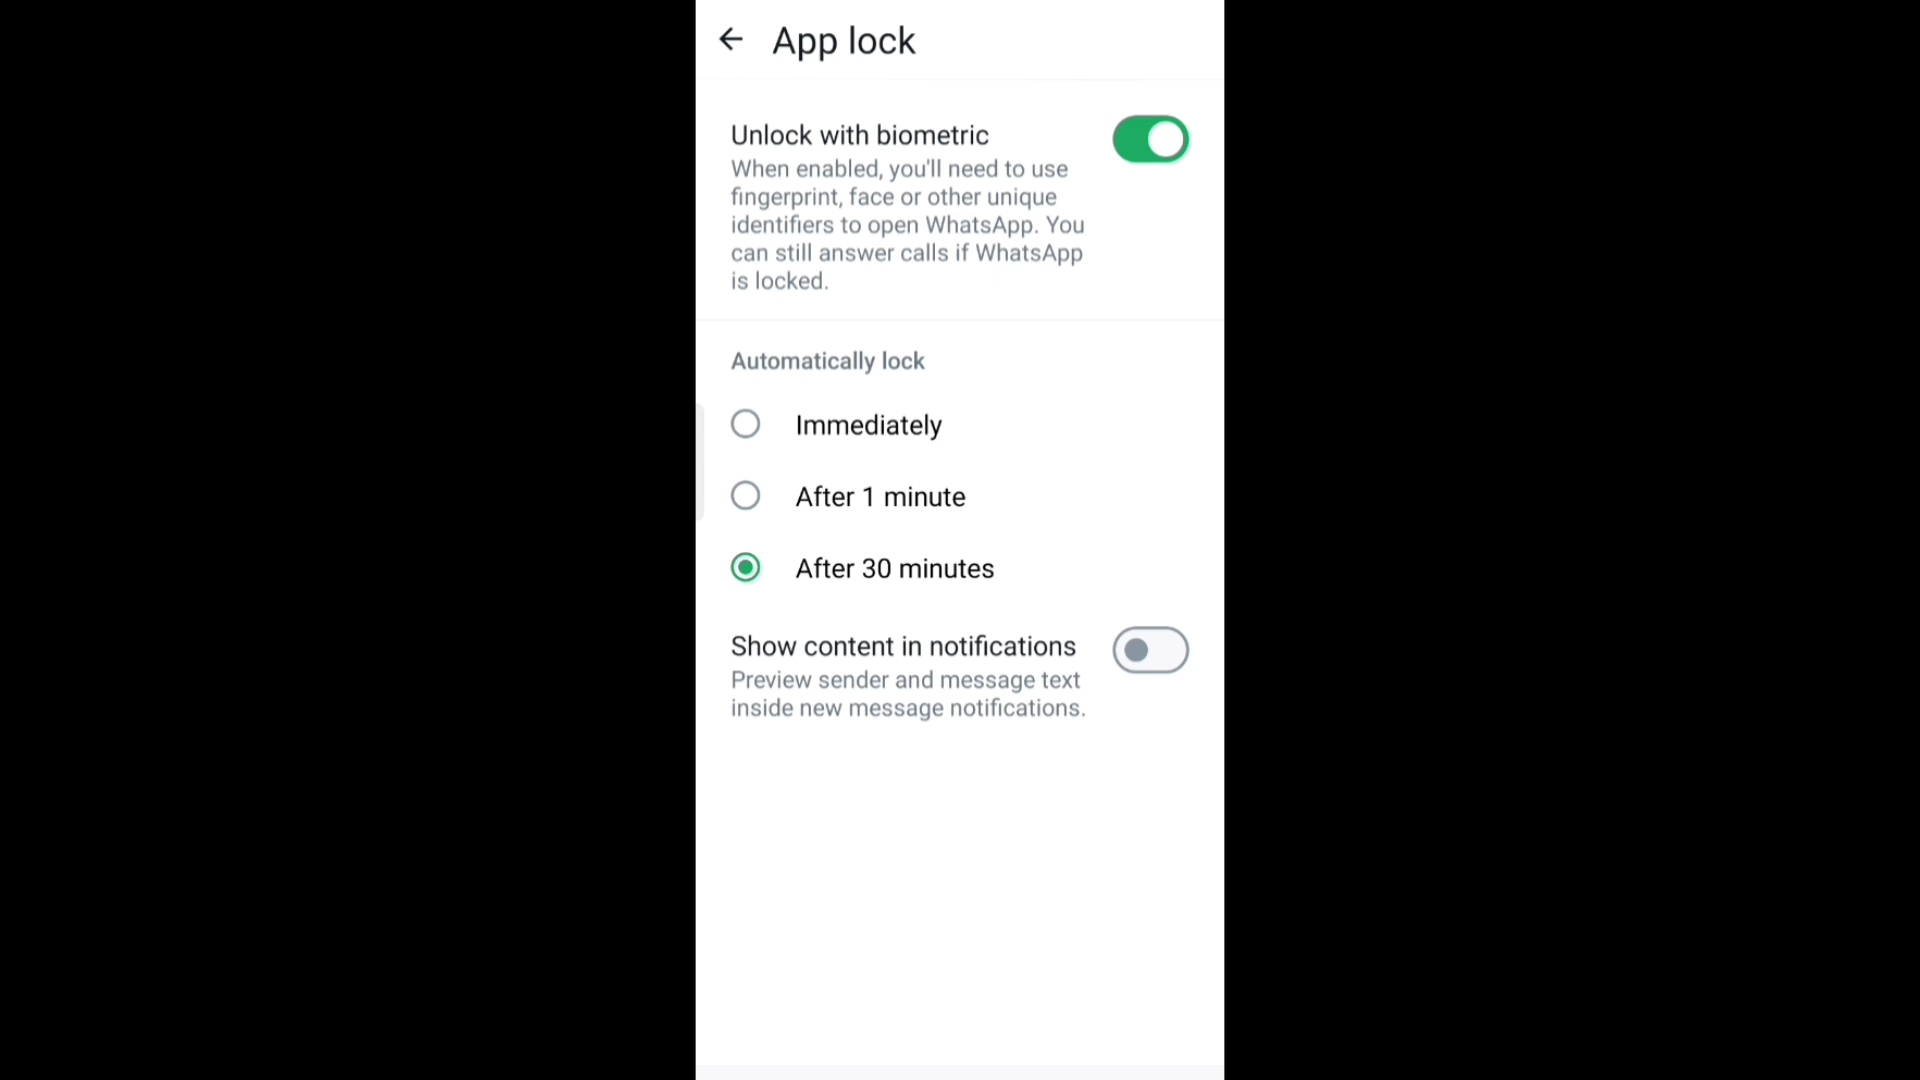 App lock
Unlock with biometric
When enabled, you'll need to use
fingerprint, face or other unique
identifiers to open WhatsApp. You
can still answer calls if WhatsApp
is locked.
Automatically lock
Immediately
After 1 minute
After 30 minutes
Show content in notifications
Preview sender and message text
inside new message notifications.